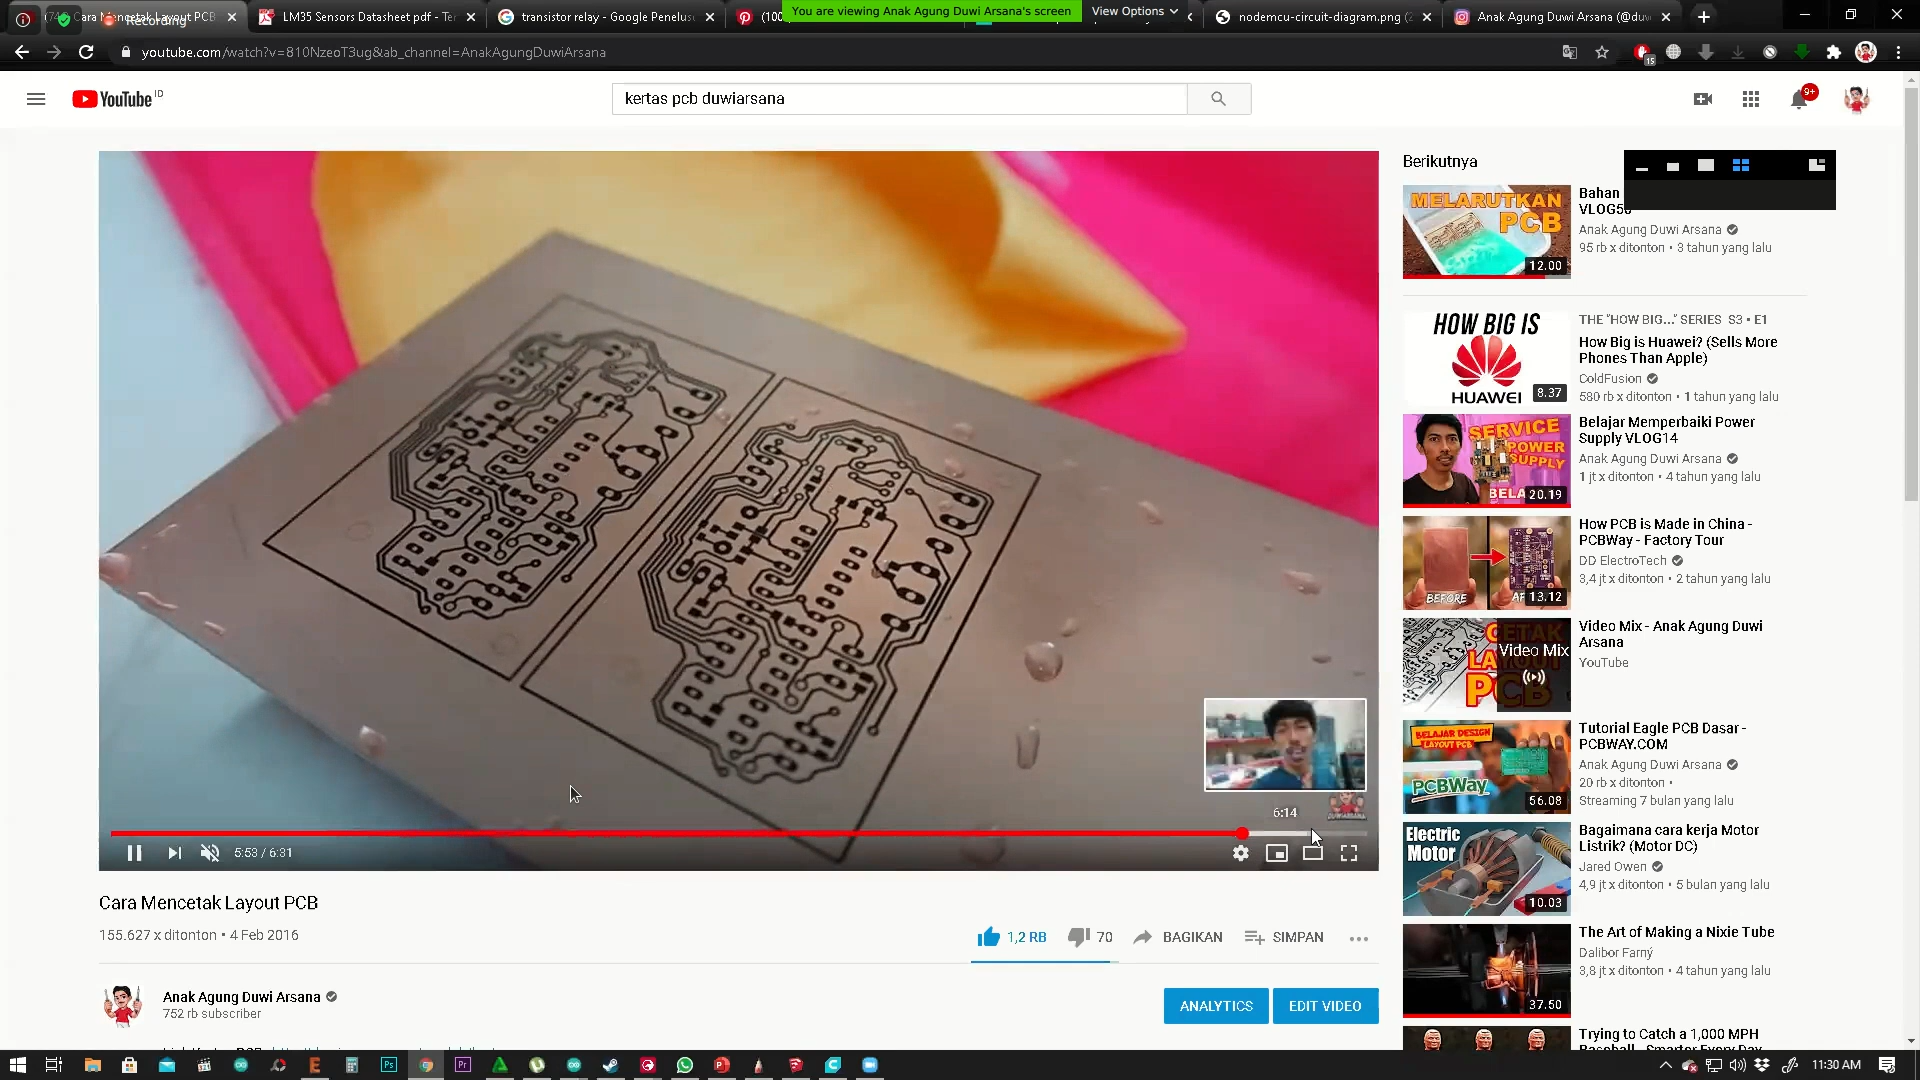 Cara Mencetak Layout PCB
Recording
LM35 Sensors Datasheet pdf - Ter
transistor relay - Google Penelus
You are viewing Anak Agung Duwi Arsana's screen
View Options
nodemcu-circuit-diagram.png (2
Anak Agung Duwi Arsana (@duw
youtube.com/watch?v=810NzeoT3ug&ab_channel=AnakAgungDuwiArsana
15
YouTube ID
kertas pcb duwiarsana
9+
6:14
5:53 / 6:31
Cara Mencetak Layout PCB
155.627 x ditonton • 4 Feb 2016
1,2 RB
70
BAGIKAN
SIMPAN
Anak Agung Duwi Arsana
752 rb subscriber
ANALYTICS
EDIT VIDEO
Berikutnya
MELARUTKAN
PCB
12.00
Bahan
Anak Agung Duwi Arsana
95 rb x ditonton • 3 tahun yang lalu
HOW BIG IS
HUAWEI
8.37
THE "HOW BIG..." SERIES S3 • E1
How Big is Huawei? (Sells More
Phones Than Apple)
ColdFusion
580 rb x ditonton • 1 tahun yang lalu
SERVICE
POWER
SUPPLY
BELA
20.19
Belajar Memperbaiki Power
Supply VLOG14
Anak Agung Duwi Arsana
1 jt x ditonton • 4 tahun yang lalu
BEFORE
13.12
How PCB is Made in China -
PCBWay - Factory Tour
DD ElectroTech
3,4 jt x ditonton • 2 tahun yang lalu
Video Mix
Video Mix - Anak Agung Duwi
Arsana
YouTube
BELAJAR DESIGN
LAYOUT PCB
PCBWay
56.08
Tutorial Eagle PCB Dasar -
PCBWAY.COM
Anak Agung Duwi Arsana
20 rb x ditonton •
Streaming 7 bulan yang lalu
Electric
Motor
10.03
Bagaimana cara kerja Motor
Listrik? (Motor DC)
Jared Owen
4,9 jt x ditonton • 5 bulan yang lalu
37.50
The Art of Making a Nixie Tube
Dalibor Farný
3,8 jt x ditonton • 4 tahun yang lalu
Trying to Catch a 1,000 MPH
11:30 AM